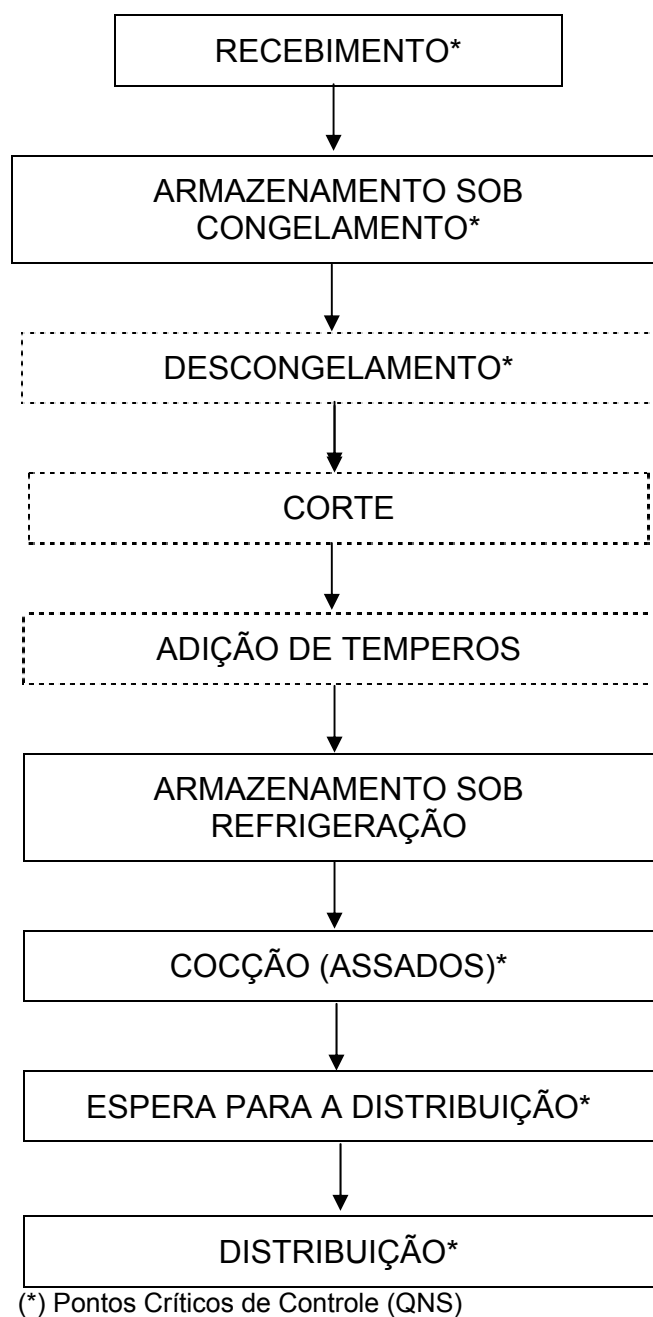 RECEBIMENTO*
ARMAZENAMENTO SOB
CONGELAMENTO*
DESCONGELAMENTO*
CORTE
ADIÇÃO DE TEMPEROS
ARMAZENAMENTO SOB
REFRIGERAÇÃO
COCÇÃO (ASSADOS)*
ESPERA PARA A DISTRIBUIÇÃO*
DISTRIBUIÇÃO*
(*) Pontos Críticos de Controle (QNS)